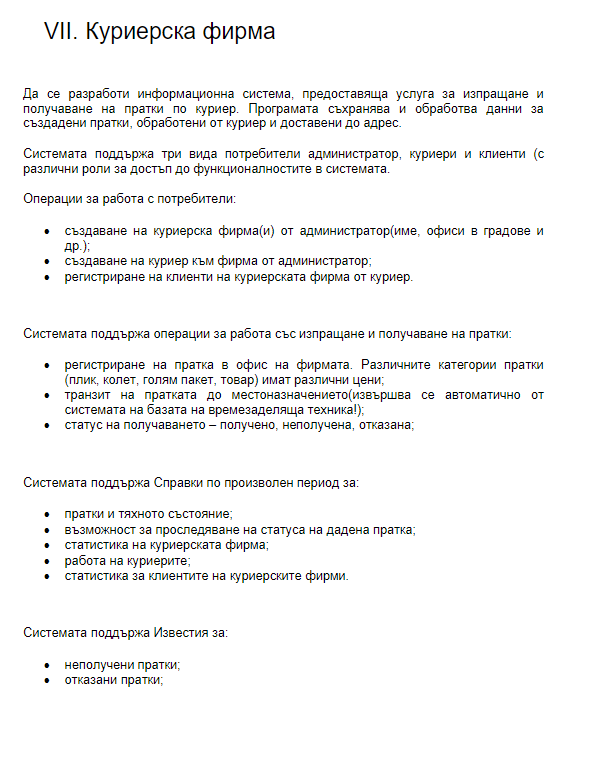 VII. Куриерска фирма
Да се разработи информационна система, предоставяща услуга за изпращане и
получаване на пратки по куриер. Програмата съхранява и обработва данни за
създадени пратки, обработени от куриер и доставени до адрес.
Системата поддържа три вида потребители администратор, куриери и клиенти (с
различни роли за достъп до функционалностите в системата.
Операции за работа с потребители:
• създаване на куриерска фирма(и) от администратор(име, офиси в градове и
др.);
• създаване на куриер към фирма от администратор;
• регистриране на клиенти на куриерската фирма от куриер.
Системата поддържа операции за работа със изпращане и получаване на пратки:
• регистриране на пратка в офис на фирмата. Различните категории пратки
(плик, колет, голям пакет, товар) имат различни цени;
• транзит на пратката до местоназначението(извършва се автоматично от
системата на базата на времезаделяща техника!);
• статус на получаването – получено, неполучена, отказана;
Системата поддържа Справки по произволен период за:
• пратки и тяхното състояние;
• възможност за проследяване на статуса на дадена пратка;
• статистика на куриерската фирма;
• работа на куриерите;
• статистика за клиентите на куриерските фирми.
Системата поддържа Известия за:
• неполучени пратки;
• отказани пратки;